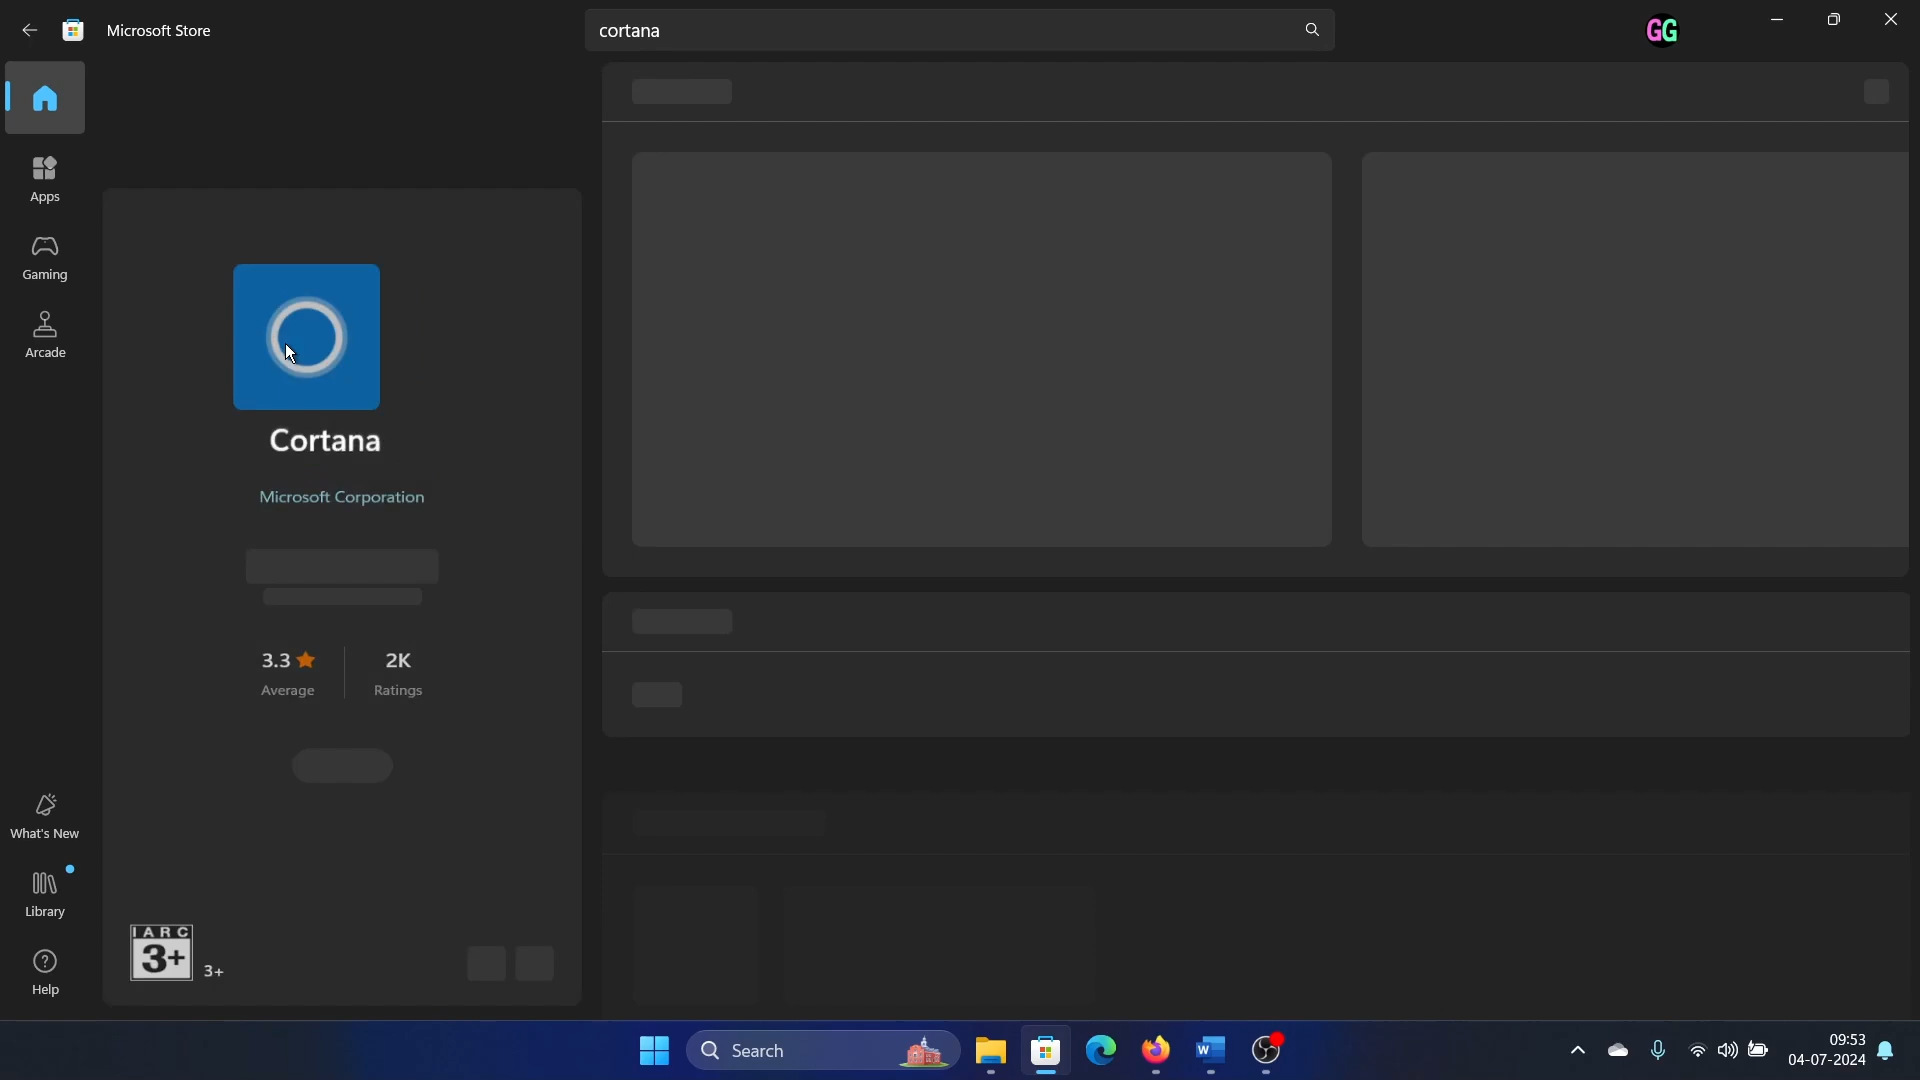 Microsoft Store
cortana
GG
Apps
Gaming
Arcade
Cortana
Microsoft Corporation
3.3
2K
Average
Ratings
What's New
Library
Help
IARC
3+
3+
Search
09:53
04-07-2024